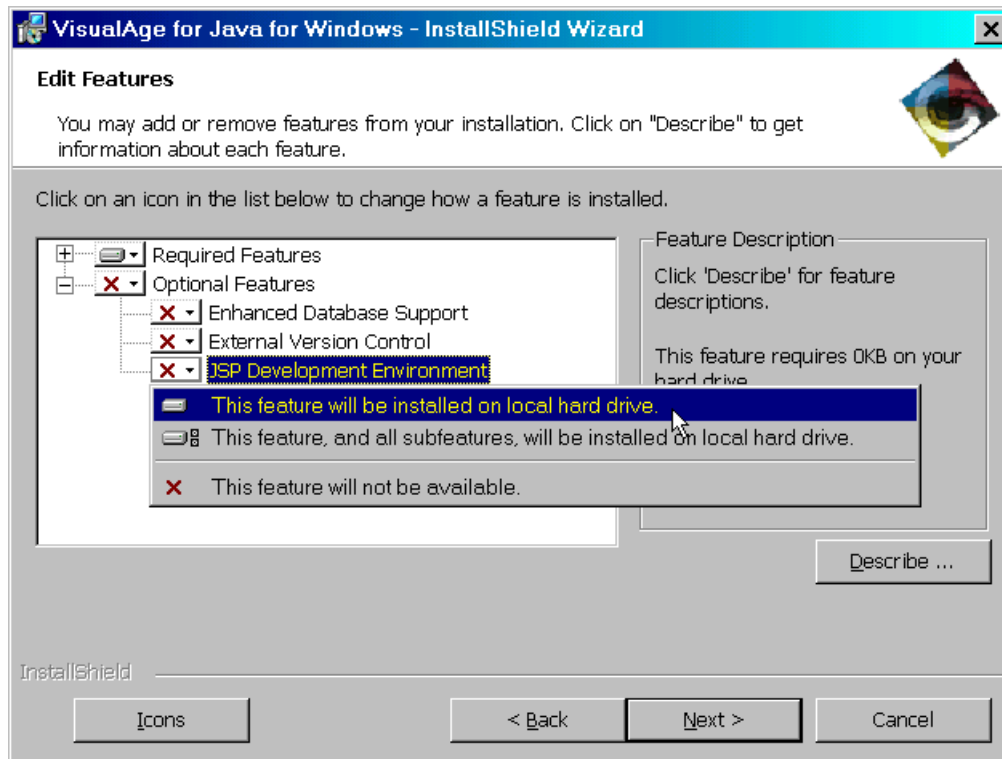 VisualAge for Java for Windows - InstallShield Wizard
Edit Features
You may add or remove features from your installation. Click on "Describe" to get
information about each feature.
Click on an icon in the list below to change how a feature is installed.
Required Features
Optional Features
Enhanced Database Support
External Version Control
JSP Development Environment
This feature will be installed on local hard drive.
This feature, and all subfeatures, will be installed on local hard drive.
This feature will not be available.
Feature Description
Click 'Describe' for feature
descriptions.
This feature requires 0KB on your
hard drive
Describe ...
InstallShield
Icons
< Back
Next >
Cancel